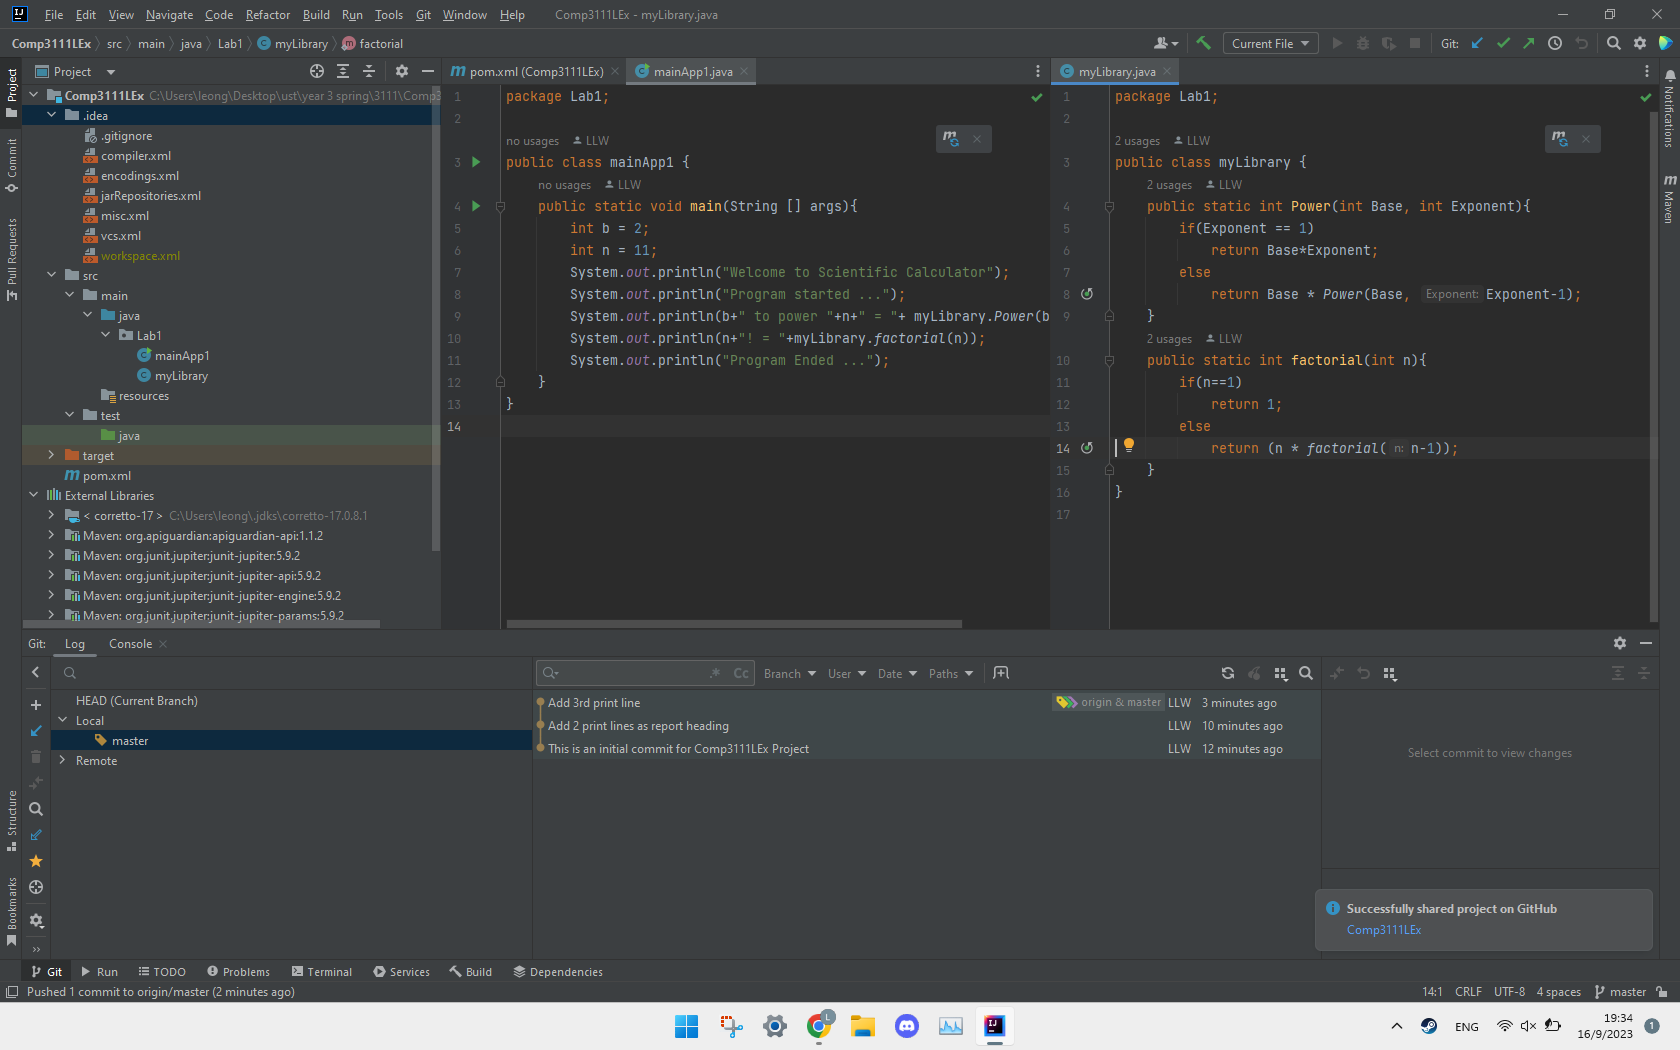 File Edit View Navigate Code Refactor Build Run Tools Git Window Help Comp3111LEx - myLibrary.java
Comp3111LEx src main java Lab1 myLibrary factorial
Current File Git:
Project
pom.xml (Comp3111LEx) mainApp1.java
myLibrary.java
Project
Commit
Pull Requests
Structure
Bookmarks
Notifications
Maven
Comp3111LEx C:\Users\leong\Desktop\ust\year 3 spring\3111\Comp3
.idea
.gitignore
compiler.xml
encodings.xml
jarRepositories.xml
misc.xml
vcs.xml
workspace.xml
src
main
java
Lab1
mainApp1
myLibrary
resources
test
java
target
pom.xml
External Libraries
< corretto-17 > C:\Users\leong\.jdks\corretto-17.0.8.1
Maven: org.apiguardian:apiguardian-api:1.1.2
Maven: org.junit.jupiter:junit-jupiter:5.9.2
Maven: org.junit.jupiter:junit-jupiter-api:5.9.2
Maven: org.junit.jupiter:junit-jupiter-engine:5.9.2
Maven: org.junit.jupiter:junit-jupiter-params:5.9.2
1 package Lab1;
2
no usages LLW
3 public class mainApp1 {
no usages LLW
4 public static void main(String [] args){
5 int b = 2;
6 int n = 11;
7 System.out.println("Welcome to Scientific Calculator");
8 System.out.println("Program started ...");
9 System.out.println(b+" to power "+n+" = "+ myLibrary.Power(b
10 System.out.println(n+"! = "+myLibrary.factorial(n));
11 System.out.println("Program Ended ...");
12 }
13 }
14
1 package Lab1;
2
2 usages LLW
3 public class myLibrary {
2 usages LLW
4 public static int Power(int Base, int Exponent){
5 if(Exponent == 1)
6 return Base*Exponent;
7 else
8 return Base * Power(Base, Exponent: Exponent-1);
9 }
2 usages LLW
10 public static int factorial(int n){
11 if(n==1)
12 return 1;
13 else
14 return (n * factorial( n: n-1));
15 }
16 }
17
Git: Log Console
HEAD (Current Branch)
Local
master
Remote
.* Cc Branch User Date Paths
Add 3rd print line origin & master LLW 3 minutes ago
Add 2 print lines as report heading LLW 10 minutes ago
This is an initial commit for Comp3111LEx Project LLW 12 minutes ago
Select commit to view changes
Successfully shared project on GitHub
Comp3111LEx
Git Run TODO Problems Terminal Services Build Dependencies
Pushed 1 commit to origin/master (2 minutes ago) 14:1 CRLF UTF-8 4 spaces master
L
ENG
19:34
16/9/2023
1